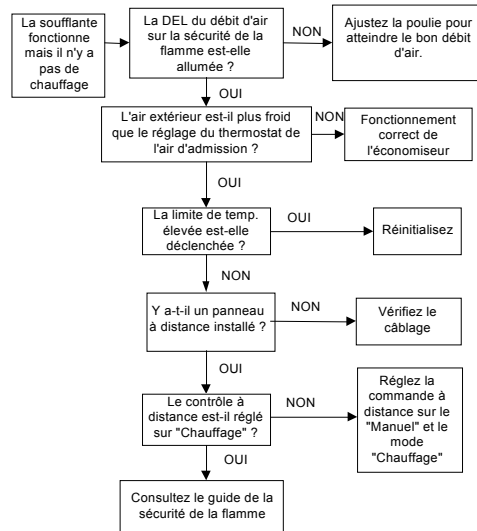 La soufflante
fonctionne
mais il n'y a
pas de
chauffage
La DEL du débit d'air
sur la sécurité de la
flamme est-elle
allumée ?
NON
Ajustez la poulie pour
atteindre le bon débit
d'air.
OUI
L'air extérieur est-il plus froid
que le réglage du thermostat de
l'air d'admission ?
NON
Fonctionnement
correct de
l'économiseur
OUI
La limite de temp.
élevée est-elle
déclenchée ?
OUI
Réinitialisez
NON
Y a-t-il un panneau
à distance installé ?
NON
Vérifiez le
câblage
OUI
Le contrôle à
distance est-il réglé
sur "Chauffage" ?
NON
Réglez la
commande à
distance sur le
"Manuel" et le
mode
"Chauffage"
OUI
Consultez le guide de la
sécurité de la flamme